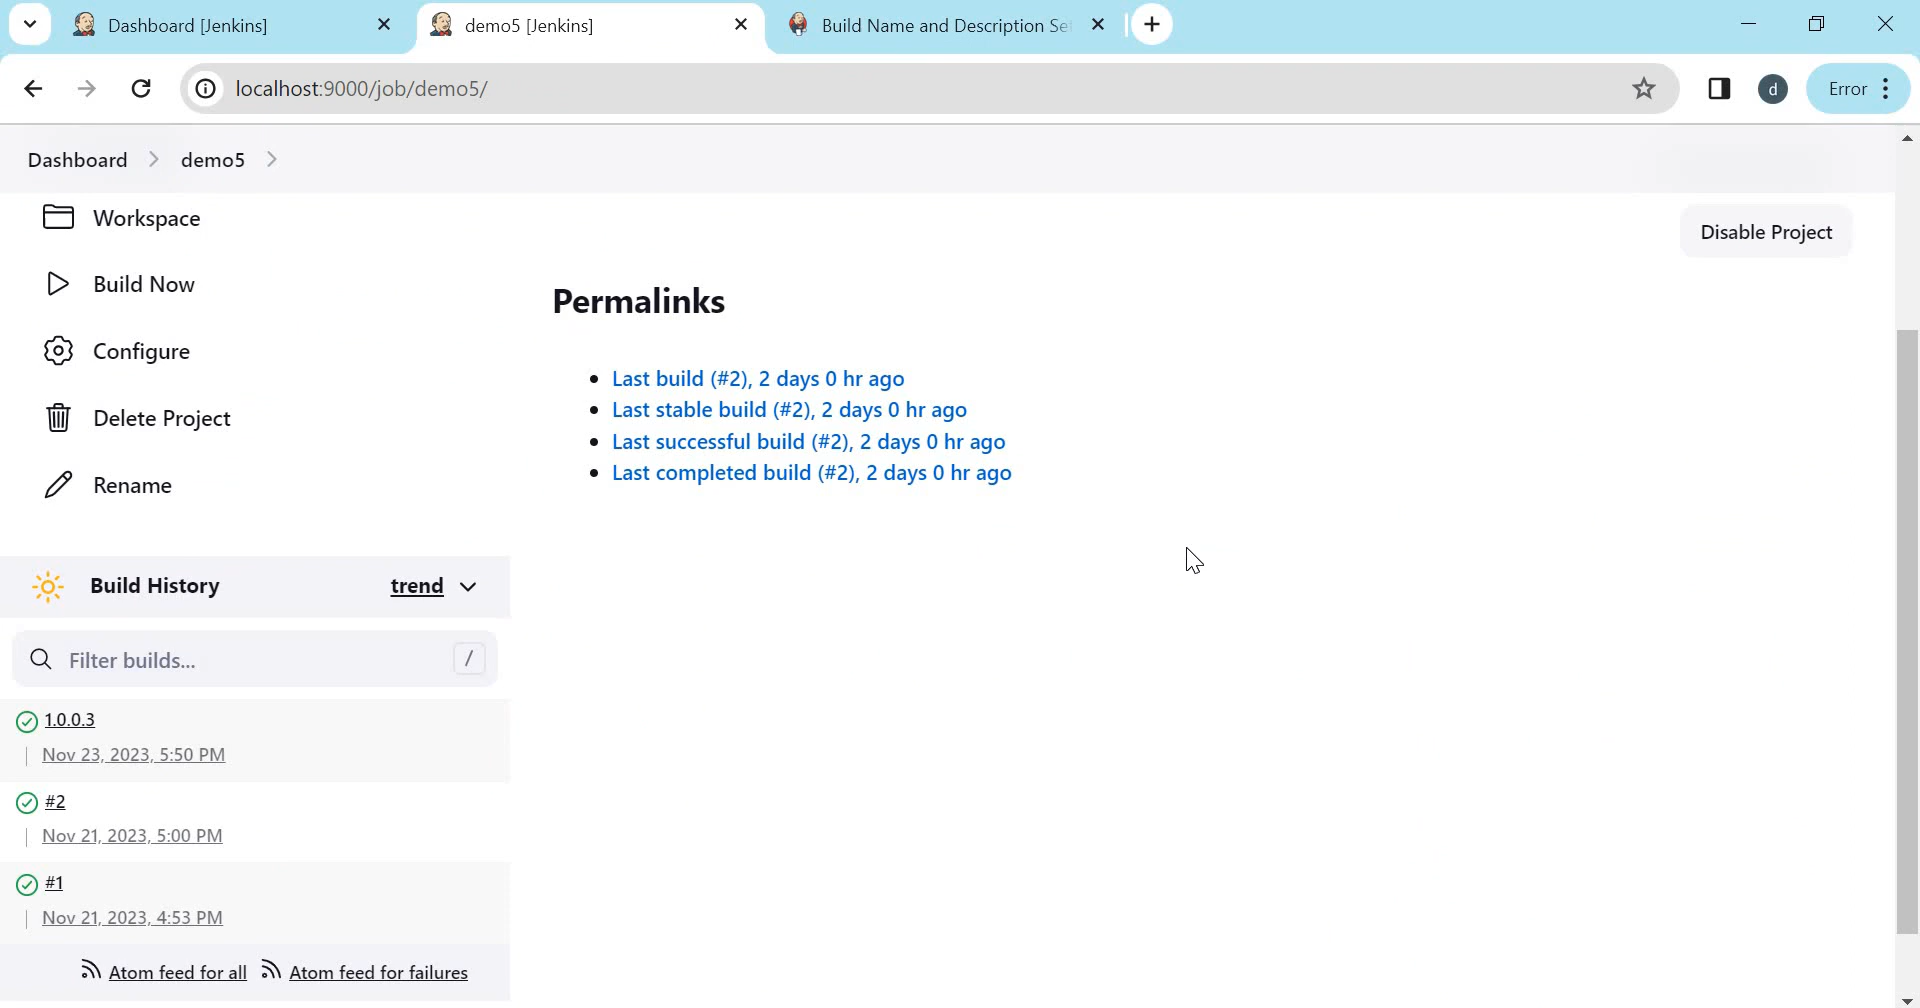 Dashboard [Jenkins]
demo5 [Jenkins]
Build Name and Description Se
localhost:9000/job/demo5/
d
Error
Dashboard
demo5
Workspace
Disable Project
Build Now
Permalinks
Configure
Last build (#2), 2 days 0 hr ago
Last stable build (#2), 2 days 0 hr ago
Delete Project
Last successful build (#2), 2 days 0 hr ago
Last completed build (#2), 2 days 0 hr ago
Rename
Build History
trend
Filter builds...
/
1.0.0.3
Nov 23, 2023, 5:50 PM
#2
Nov 21, 2023, 5:00 PM
#1
Nov 21, 2023, 4:53 PM
Atom feed for all
Atom feed for failures